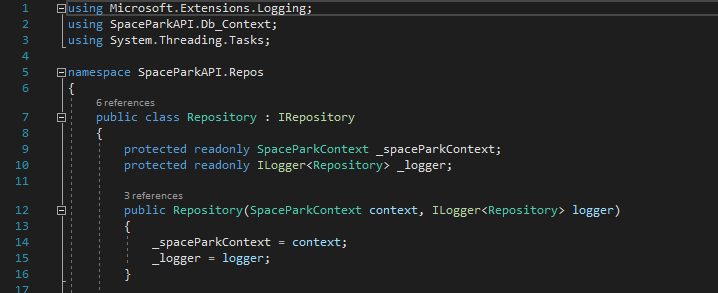 1 using Microsoft.Extensions.Logging;
2 using SpaceParkAPI.Db_Context;
3 using System.Threading.Tasks;
4
5 namespace SpaceParkAPI.Repos
6 {
6 references
7 public class Repository : IRepository
8 {
9 protected readonly SpaceParkContext _spaceParkContext;
10 protected readonly ILogger<Repository> _logger;
11
3 references
12 public Repository(SpaceParkContext context, ILogger<Repository> logger)
13 {
14 _spaceParkContext = context;
15 _logger = logger;
16 }
17